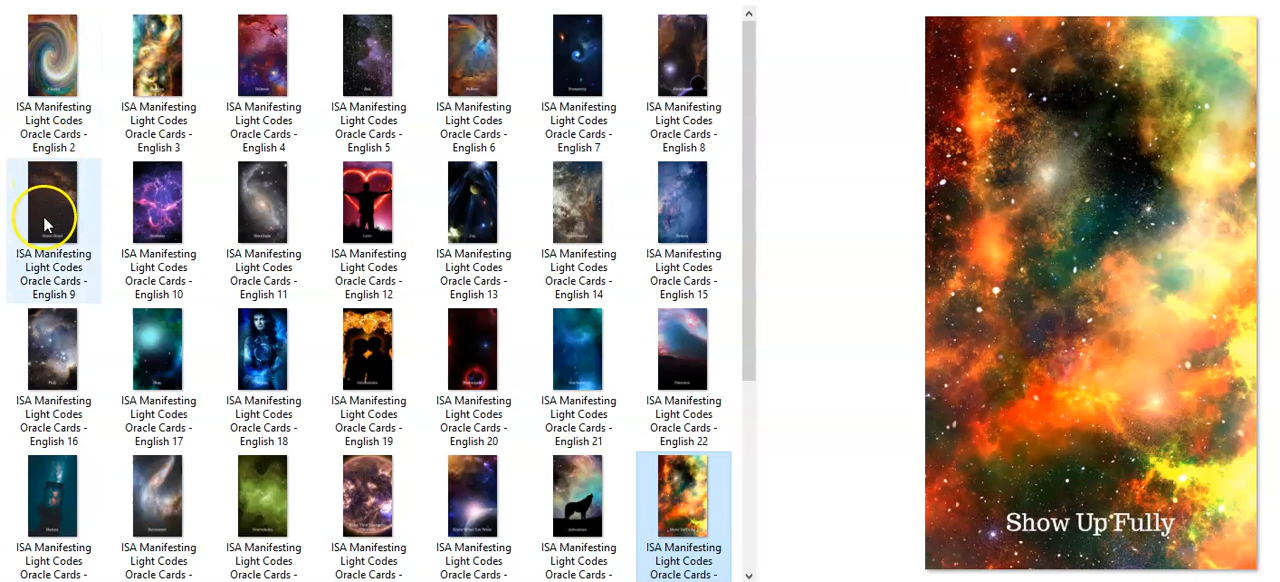 ISA Manifesting
Light Codes
Oracle Cards -
English 2
ISA Manifesting
Light Codes
Oracle Cards -
English 3
ISA Manifesting
Light Codes
Oracle Cards -
English 4
ISA Manifesting
Light Codes
Oracle Cards -
English 5
ISA Manifesting
Light Codes
Oracle Cards -
English 6
Prosperity
ISA Manifesting
Light Codes
Oracle Cards -
English 7
ISA Manifesting
Light Codes
Oracle Cards -
English 8
ISA Manifesting
Light Codes
Oracle Cards -
English 9
ISA Manifesting
Light Codes
Oracle Cards -
English 10
ISA Manifesting
Light Codes
Oracle Cards -
English 11
Love
ISA Manifesting
Light Codes
Oracle Cards -
English 12
Joy
ISA Manifesting
Light Codes
Oracle Cards -
English 13
ISA Manifesting
Light Codes
Oracle Cards -
English 14
ISA Manifesting
Light Codes
Oracle Cards -
English 15
ISA Manifesting
Light Codes
Oracle Cards -
English 16
ISA Manifesting
Light Codes
Oracle Cards -
English 17
ISA Manifesting
Light Codes
Oracle Cards -
English 18
ISA Manifesting
Light Codes
Oracle Cards -
English 19
ISA Manifesting
Light Codes
Oracle Cards -
English 20
ISA Manifesting
Light Codes
Oracle Cards -
English 21
ISA Manifesting
Light Codes
Oracle Cards -
English 22
ISA Manifesting
Light Codes
Oracle Cards -
ISA Manifesting
Light Codes
Oracle Cards -
ISA Manifesting
Light Codes
Oracle Cards -
ISA Manifesting
Light Codes
Oracle Cards -
ISA Manifesting
Light Codes
Oracle Cards -
Adventure
ISA Manifesting
Light Codes
Oracle Cards -
Show Up Fully
ISA Manifesting
Light Codes
Oracle Cards -
Show Up Fully